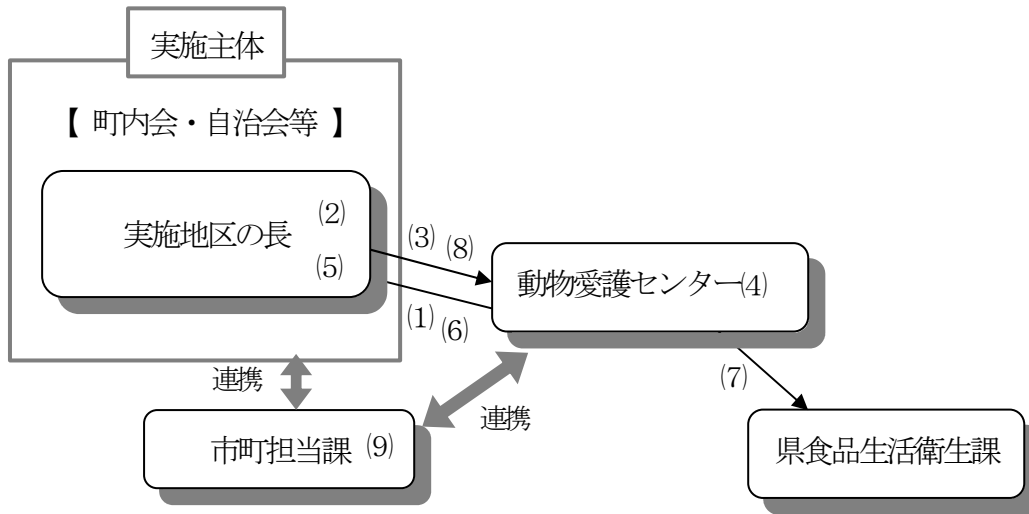 実施主体
【 町内会・自治会等 】
実施地区の長
(2)
(5)
(3) (8)
(1) (6)
動物愛護センター(4)
(7)
連携
連携
市町担当課 (9)
県食品生活衛生課